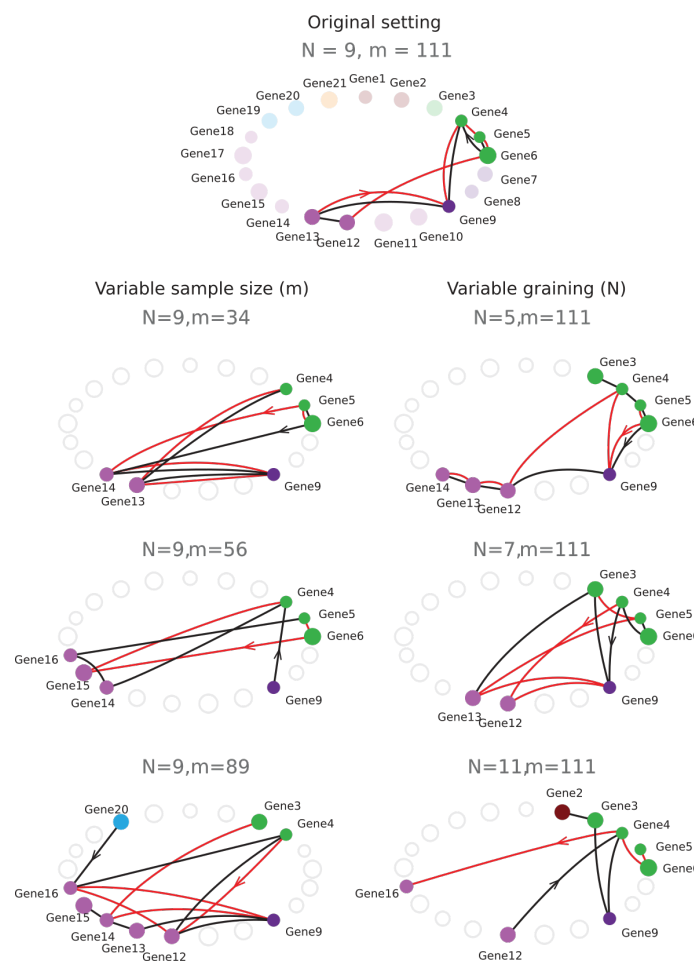 Original setting
N = 9, m = 111
Gene21
Gene1
Gene2
Gene20
Gene3
Gene19
Gene4
Gene18
Gene5
Gene17
Gene6
Gene16
Gene7
Gene15
Gene8
Gene14
Gene9
Gene13
Gene12
Gene11
Gene10
Variable sample size (m)
Variable graining (N)
N=9,m=34
N=5,m=111
Gene4
Gene5
Gene6
Gene14
Gene13
Gene9
Gene3
Gene4
Gene5
Gene6
Gene14
Gene13
Gene12
Gene9
N=9,m=56
N=7,m=111
Gene4
Gene5
Gene6
Gene16
Gene15
Gene14
Gene9
Gene3
Gene4
Gene5
Gene6
Gene13
Gene12
Gene9
N=9,m=89
N=11,m=111
Gene20
Gene3
Gene4
Gene16
Gene15
Gene14
Gene13
Gene12
Gene9
Gene2
Gene3
Gene4
Gene5
Gene6
Gene16
Gene12
Gene9